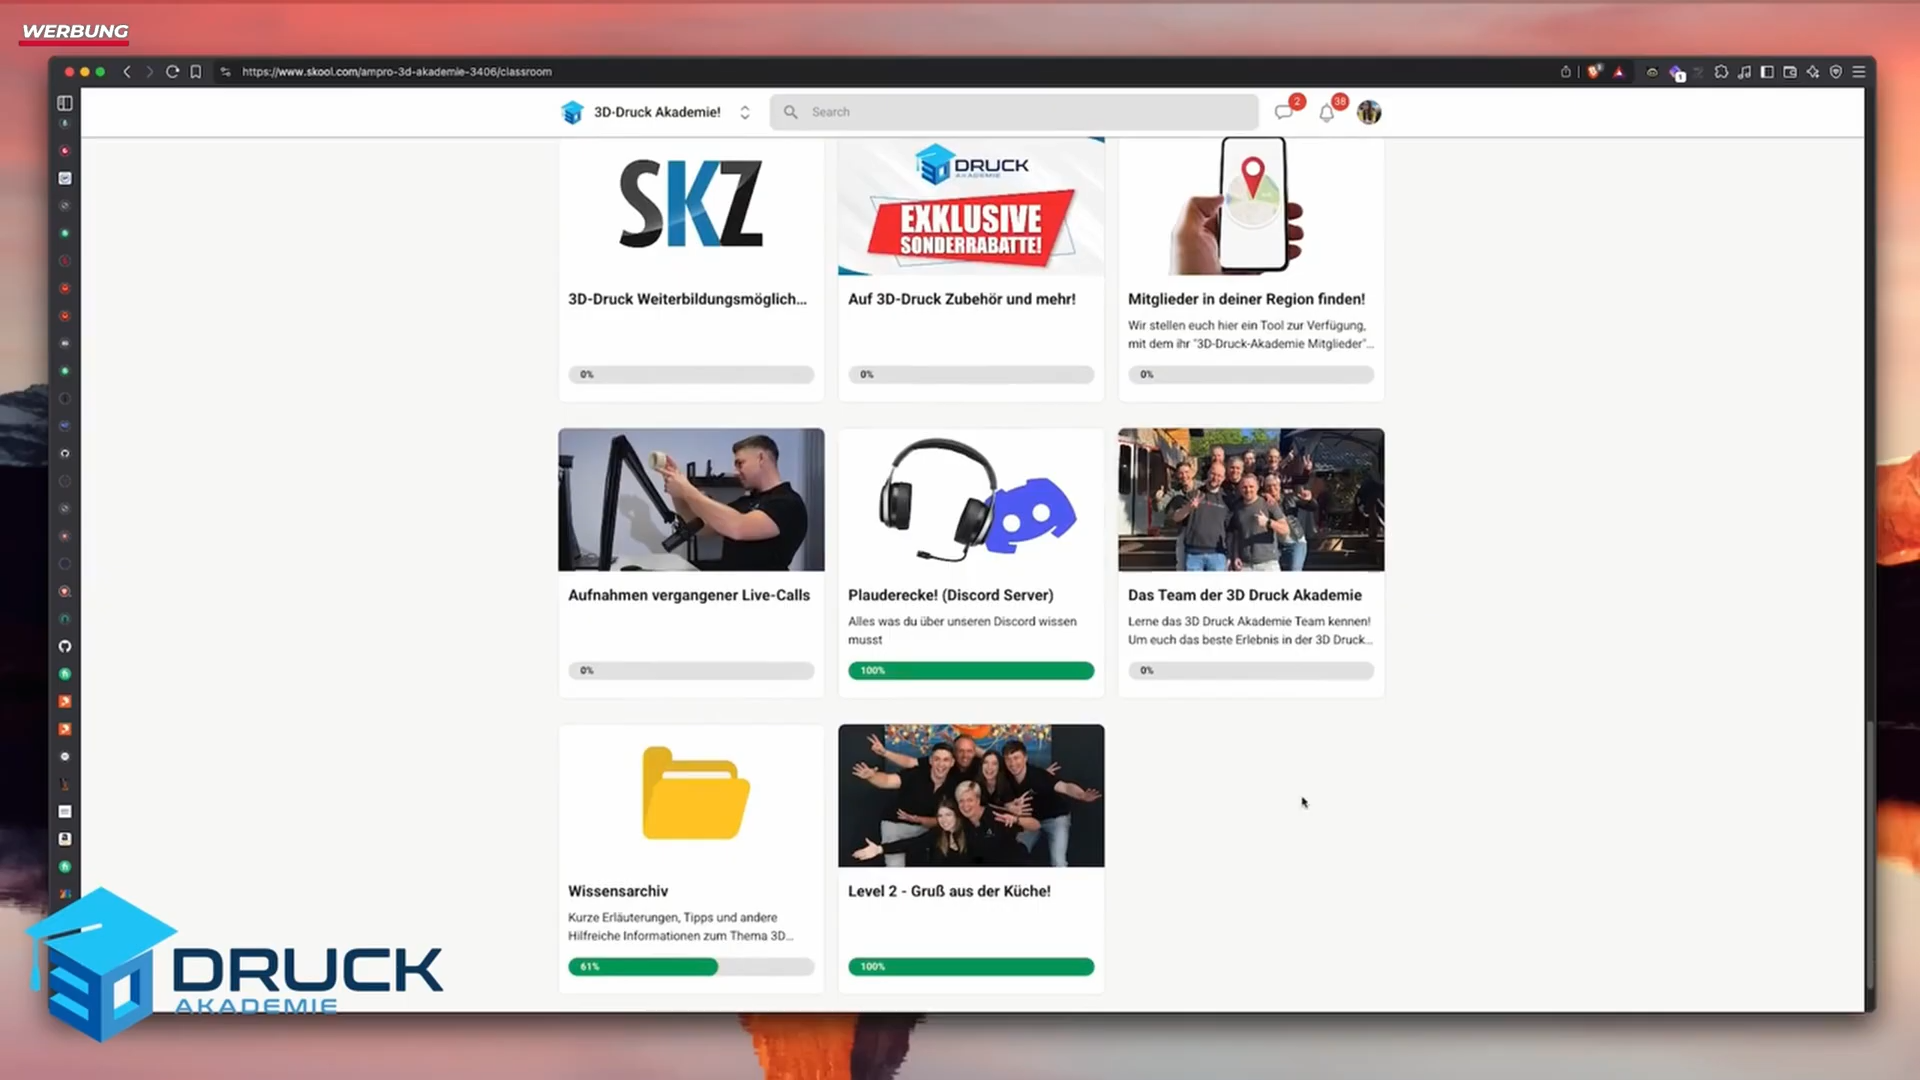 WERBUNG
https://www.skool.com/ampro-3d-akademie-3406/classroom
3D-Druck Akademie!
Search
2
38
SKZ
3D DRUCK
AKADEMIE
EXKLUSIVE
SONDERRABATTE!
3D-Druck Weiterbildungsmöglich...
Auf 3D-Druck Zubehör und mehr!
Mitglieder in deiner Region finden!
Wir stellen euch hier ein Tool zur Verfügung,
mit dem ihr "3D-Druck-Akademie Mitglieder"...
0%
0%
0%
Aufnahmen vergangener Live-Calls
Plauderecke! (Discord Server)
Das Team der 3D Druck Akademie
Alles was du über unseren Discord wissen
musst
Lerne das 3D Druck Akademie Team kennen!
Um euch das beste Erlebnis in der 3D Druck...
0%
100%
0%
Wissensarchiv
Level 2 - Gruß aus der Küche!
Kurze Erläuterungen, Tipps und andere
Hilfreiche Informationen zum Thema 3D...
61%
100%
3D DRUCK
AKADEMIE